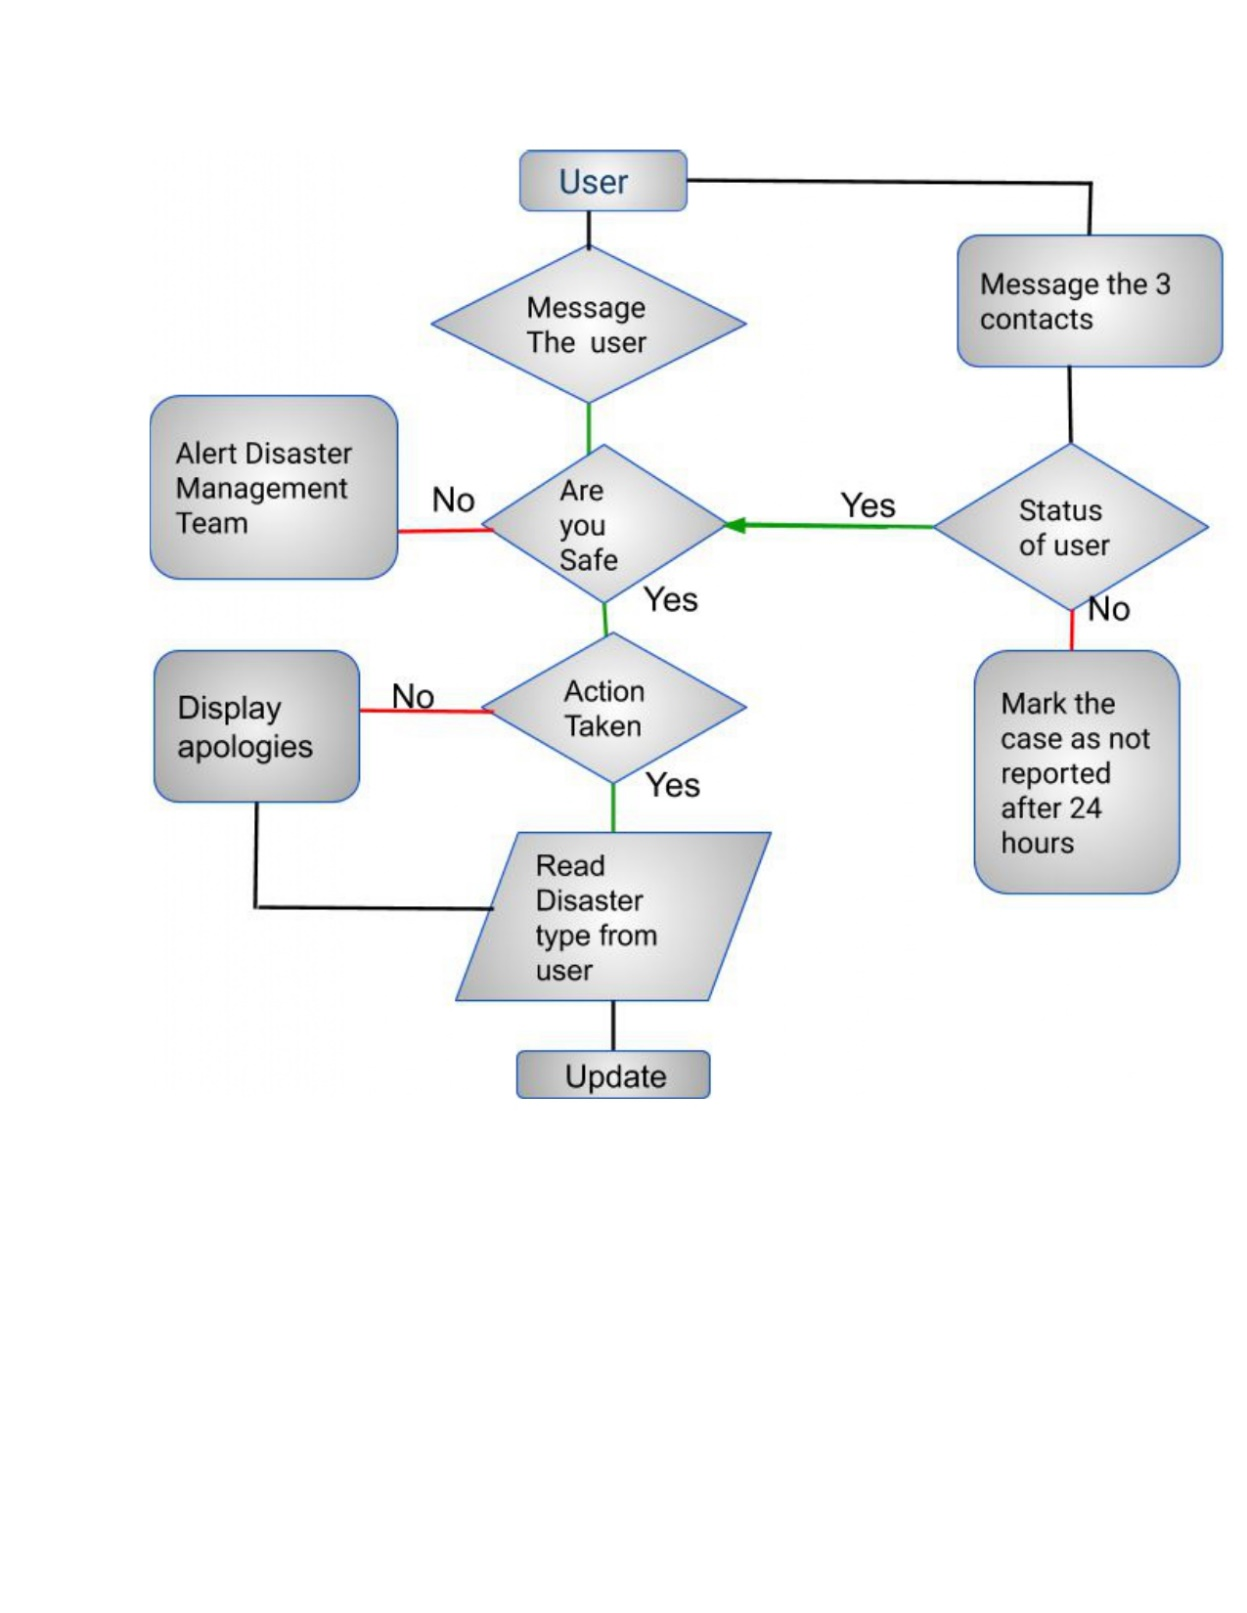 User
Message the 3
contacts
Message
The user
Alert Disaster
Management
Team
No
Are
you
Safe
Yes
Status
of user
Yes
No
Display
apologies
No
Action
Taken
Mark the
case as not
reported
after 24
hours
Yes
Read
Disaster
type from
user
Update